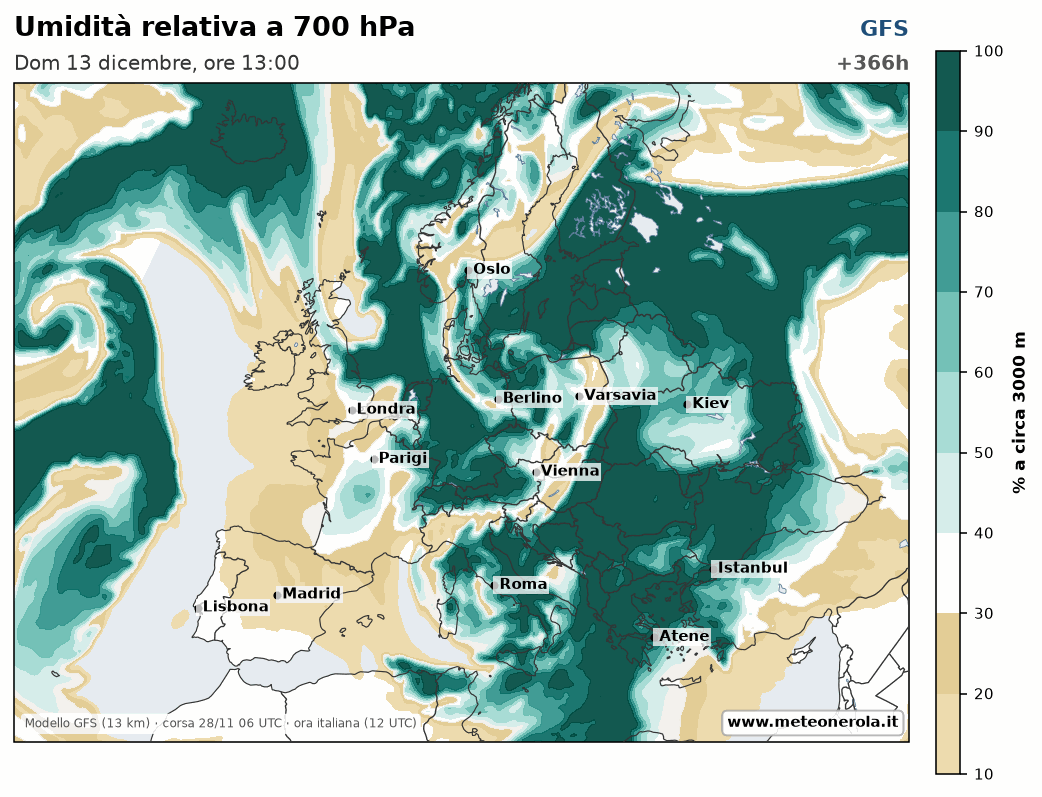 Umidità relativa a 700 hPa
GFS
Dom 13 dicembre, ore 13:00
+366h
Oslo
Berlino
Varsavia
Kiev
Londra
Parigi
Vienna
Istanbul
Roma
Madrid
Lisbona
Atene
Modello GFS (13 km) · corsa 28/11 06 UTC · ora italiana (12 UTC)
www.meteonerola.it
100
90
80
70
60
50
40
30
20
10
% a circa 3000 m